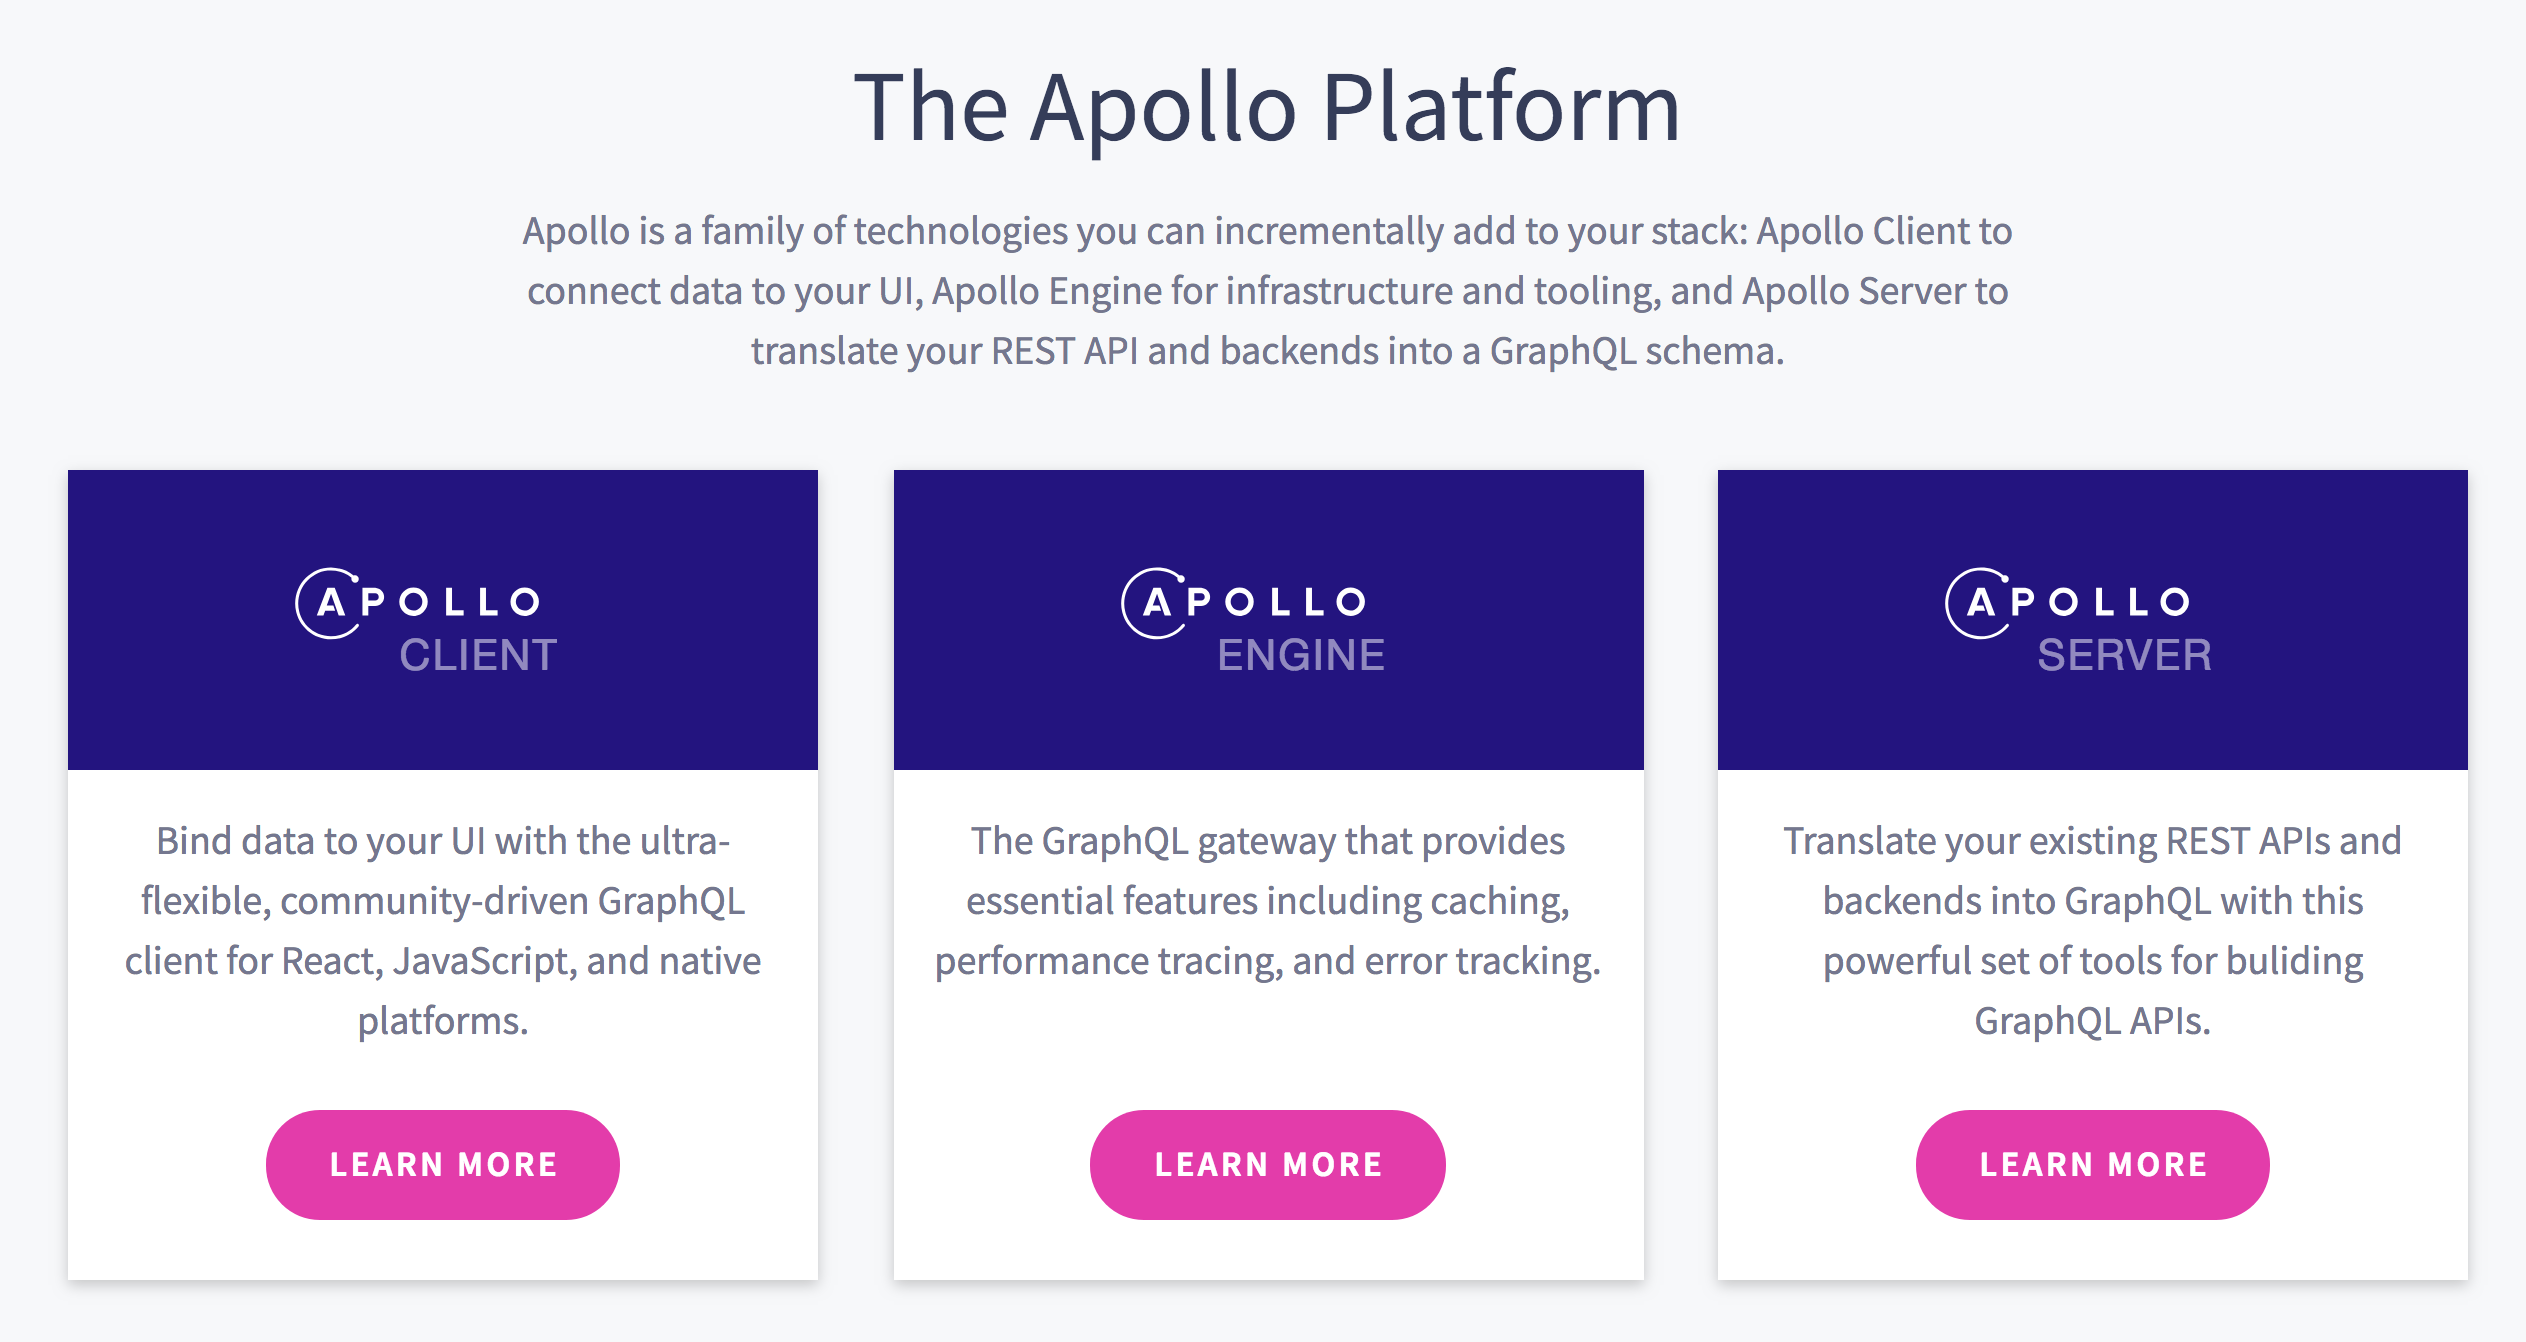 The Apollo Platform
Apollo is a family of technologies you can incrementally add to your stack: Apollo Client to
connect data to your UI, Apollo Engine for infrastructure and tooling, and Apollo Server to
translate your REST API and backends into a GraphQL schema.
APOLLO
CLIENT
Bind data to your UI with the ultra-
flexible, community-driven GraphQL
client for React, JavaScript, and native
platforms.
LEARN MORE
APOLLO
ENGINE
The GraphQL gateway that provides
essential features including caching,
performance tracing, and error tracking.
LEARN MORE
APOLLO
SERVER
Translate your existing REST APIs and
backends into GraphQL with this
powerful set of tools for buliding
GraphQL APIs.
LEARN MORE